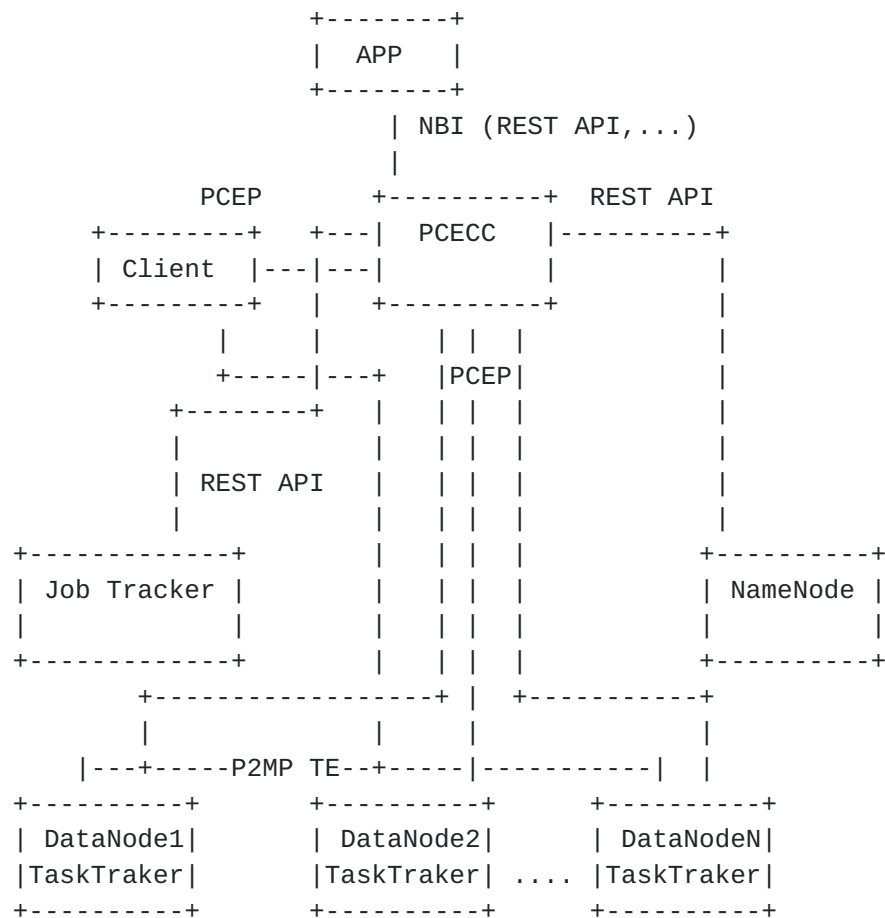 APP
NBI (REST API,...)
PCEP REST API
PCECC
Client
PCEP
REST API
Job Tracker NameNode
P2MP TE
DataNode1 DataNode2 DataNodeN
TaskTraker TaskTraker .... TaskTraker